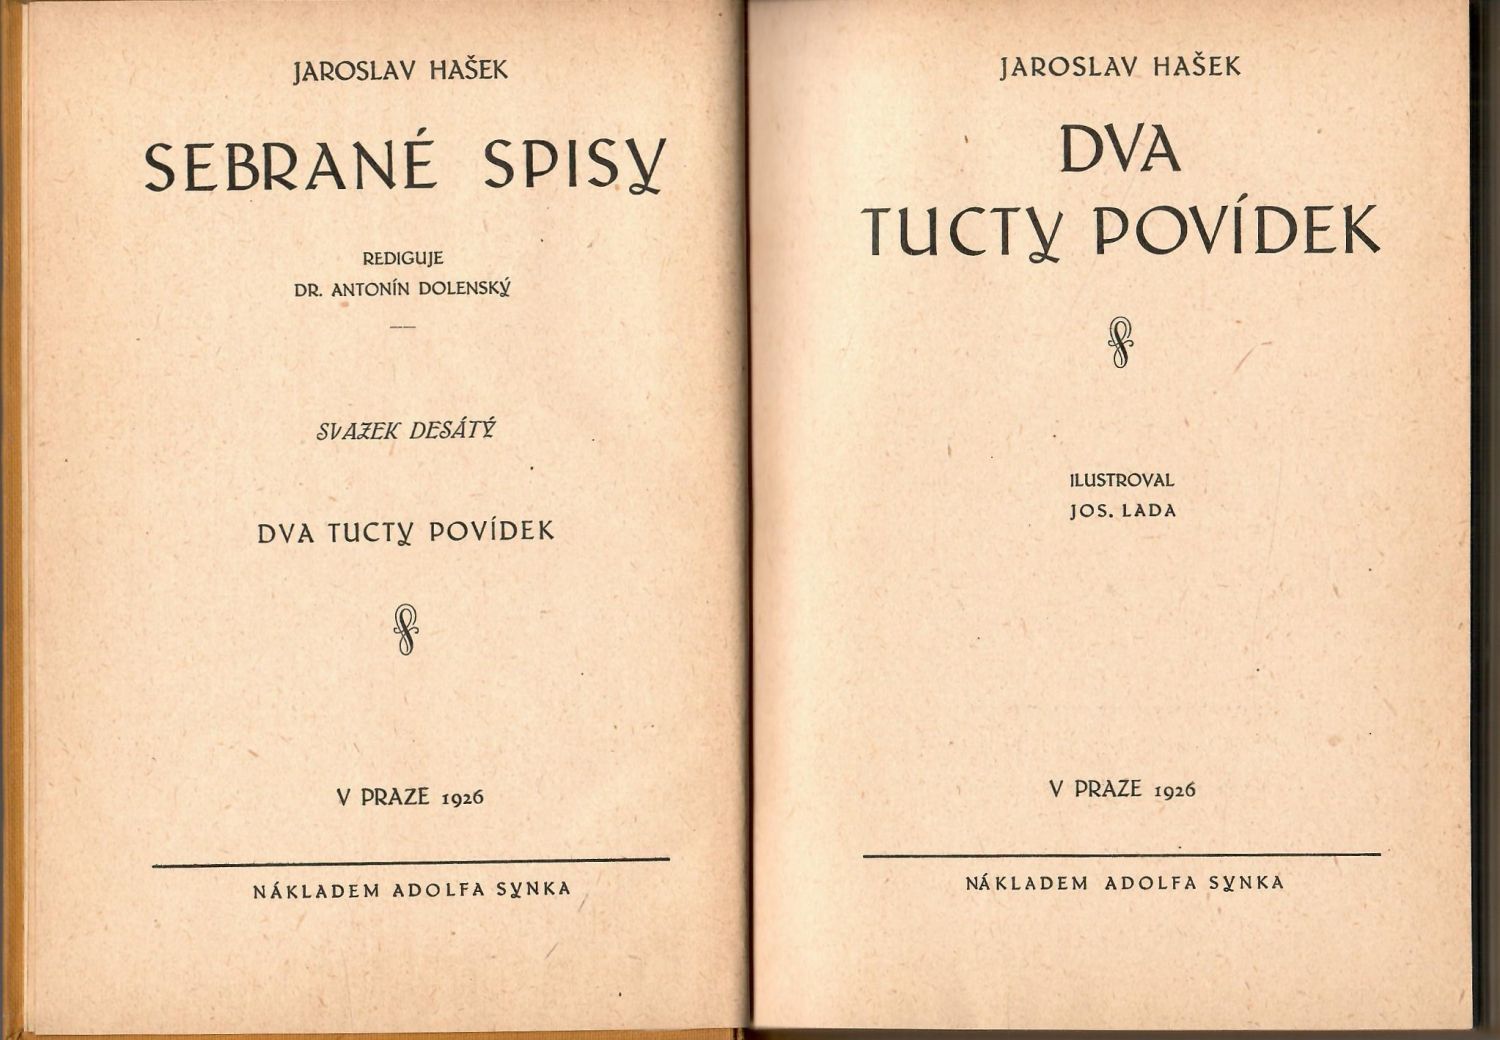 JAROSLAV HAŠEK
SEBRANÉ SPISY
REDIGUJE
DR. ANTONÍN DOLENSKÝ
SVAZEK DESÁTÝ
DVA TUCTY POVÍDEK
V PRAZE 1926
NÁKLADEM ADOLFA SYNKA
JAROSLAV HAŠEK
DVA
TUCTY POVÍDEK
ILUSTROVAL
JOS. LADA
V PRAZE 1926
NÁKLADEM ADOLFA SYNKA